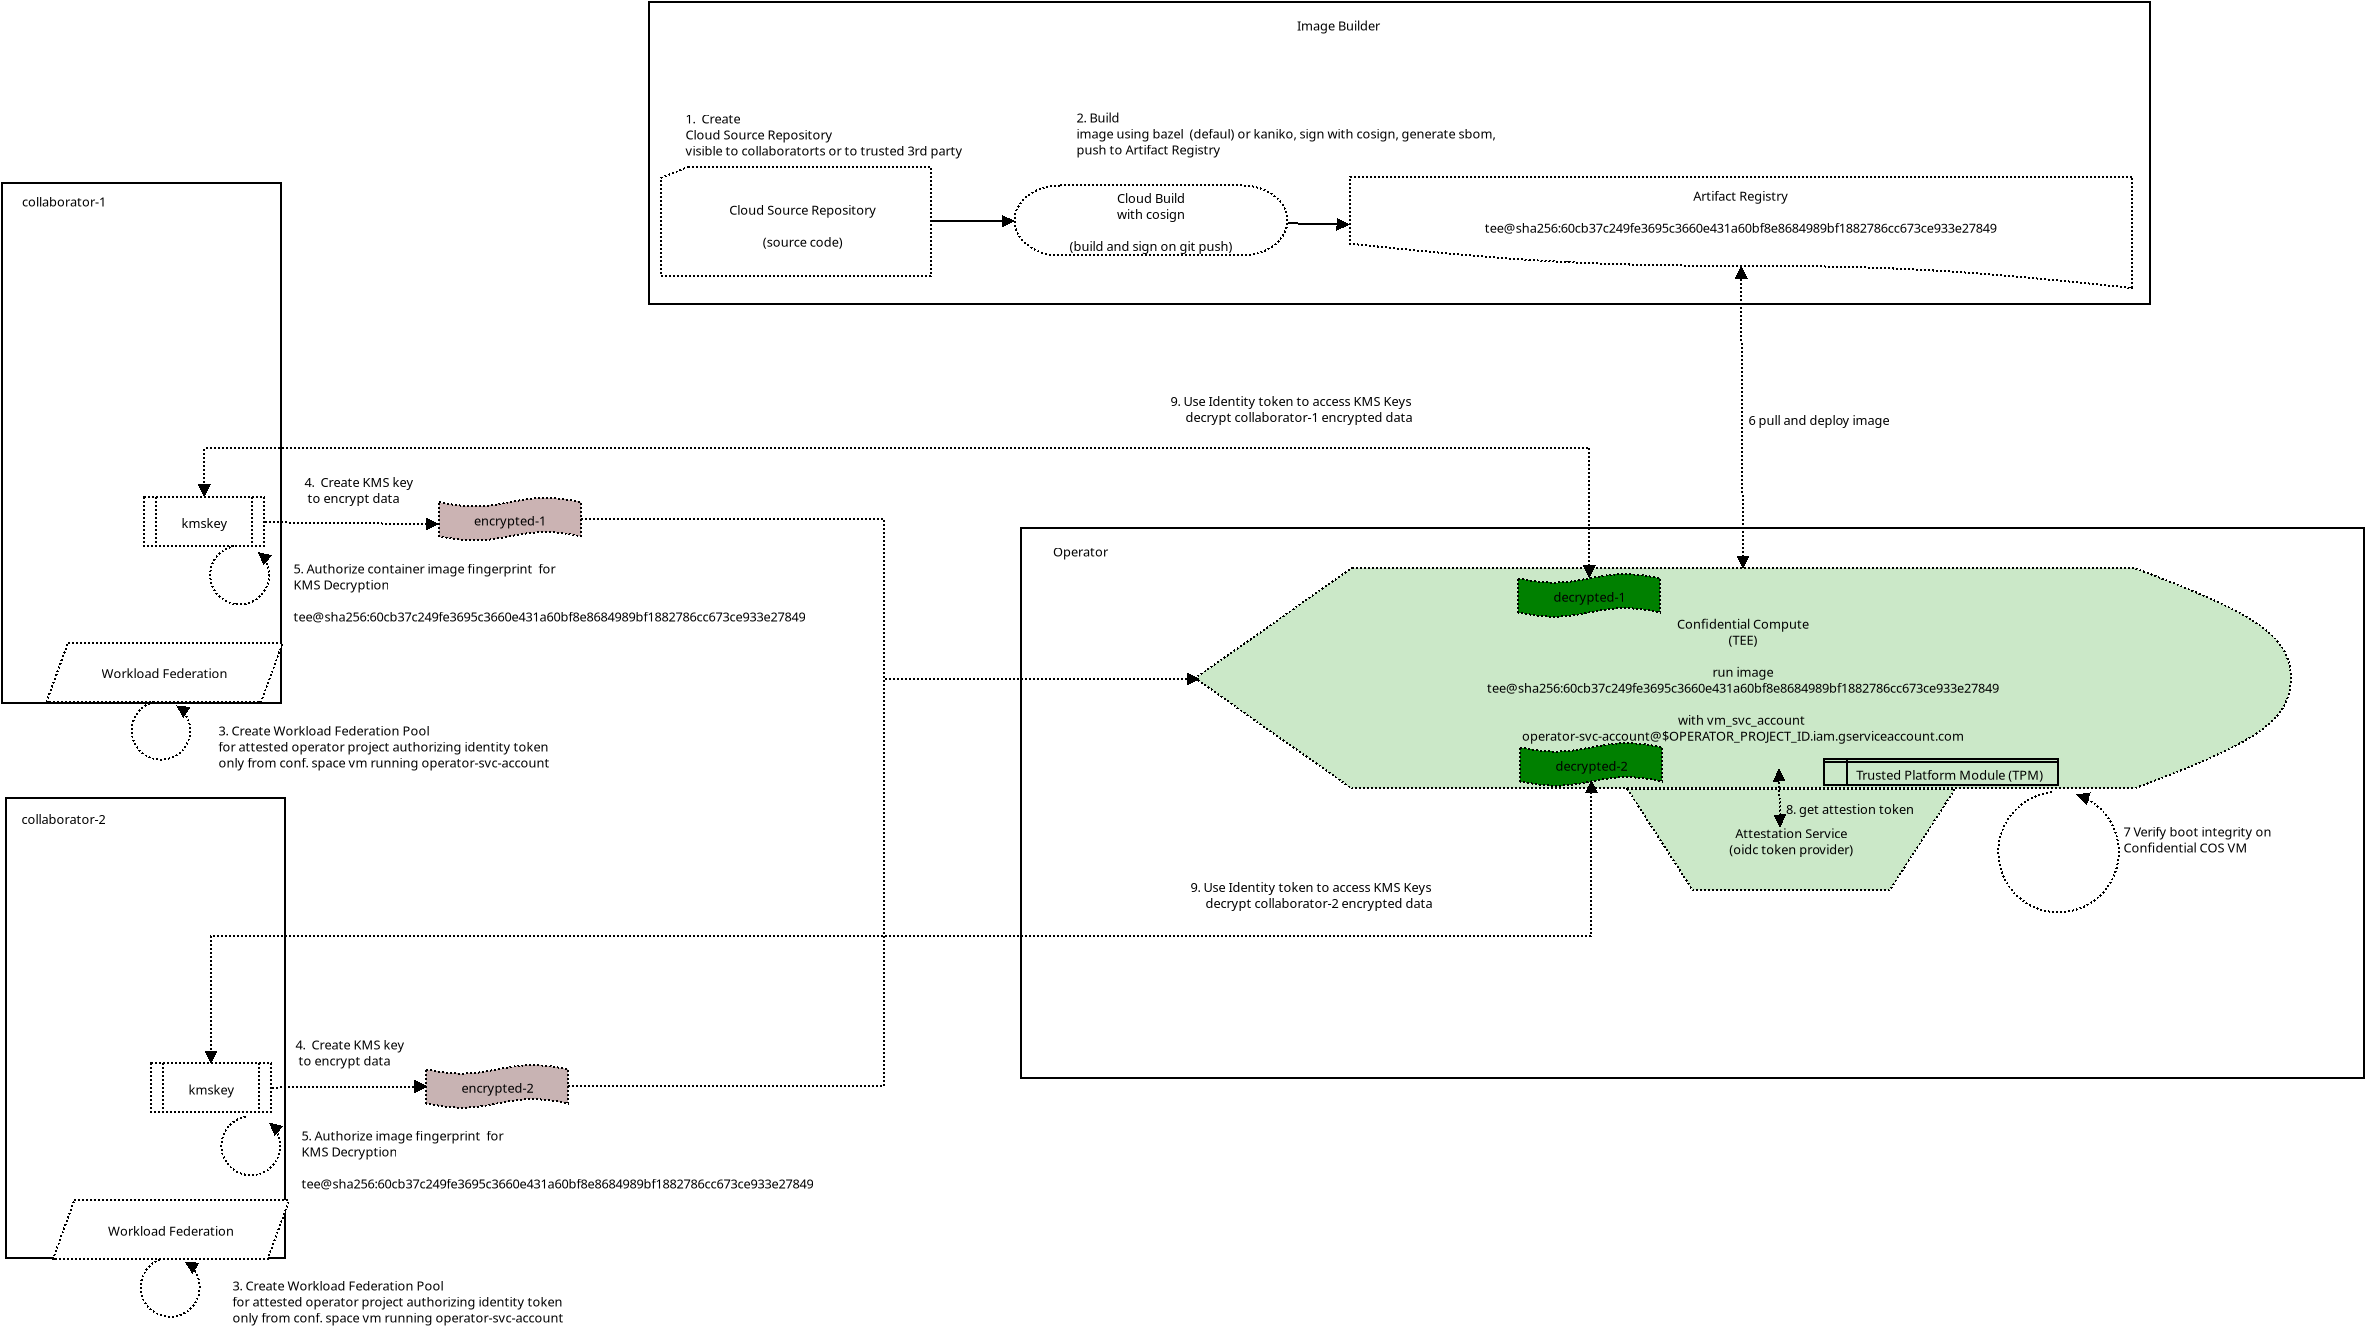 Image Builder
1.  Create
Cloud Source Repository
visible to collaboratorts or to trusted 3rd party
2. Build
image using bazel  (defaul) or kaniko, sign with cosign, generate sbom,
push to Artifact Registry
Cloud Source Repository
(source code)
Cloud Build
with cosign
(build and sign on git push)
Artifact Registry
tee@sha256:60cb37c249fe3695c3660e431a60bf8e8684989bf1882786cc673ce933e27849
collaborator-1
9. Use Identity token to access KMS Keys
decrypt collaborator-1 encrypted data
6 pull and deploy image
4.  Create KMS key
to encrypt data
kmskey
encrypted-1
5. Authorize container image fingerprint  for
KMS Decryption
tee@sha256:60cb37c249fe3695c3660e431a60bf8e8684989bf1882786cc673ce933e27849
Workload Federation
3. Create Workload Federation Pool
for attested operator project authorizing identity token
only from conf. space vm running operator-svc-account
Operator
decrypted-1
Confidential Compute
(TEE)
run image
tee@sha256:60cb37c249fe3695c3660e431a60bf8e8684989bf1882786cc673ce933e27849
with vm_svc_account
operator-svc-account@$OPERATOR_PROJECT_ID.iam.gserviceaccount.com
decrypted-2
Trusted Platform Module (TPM)
8. get attestion token
Attestation Service
(oidc token provider)
7 Verify boot integrity on
Confidential COS VM
9. Use Identity token to access KMS Keys
decrypt collaborator-2 encrypted data
collaborator-2
4.  Create KMS key
to encrypt data
kmskey
encrypted-2
5. Authorize image fingerprint  for
KMS Decryption
tee@sha256:60cb37c249fe3695c3660e431a60bf8e8684989bf1882786cc673ce933e27849
Workload Federation
3. Create Workload Federation Pool
for attested operator project authorizing identity token
only from conf. space vm running operator-svc-account